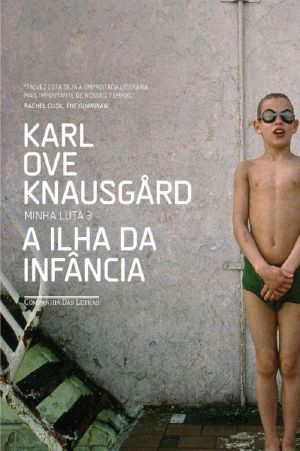 "TALVEZ ESTA SEJA A EMPREITADA LITERÁRIA
MAIS IMPORTANTE DE NOSSOS TEMPOS."
RACHEL CUSK, THE GUARDIAN
KARL
OVE
KNAUSGÅRD
MINHA LUTA 3
A ILHA DA
INFÂNCIA
COMPANHIA DAS LETRAS